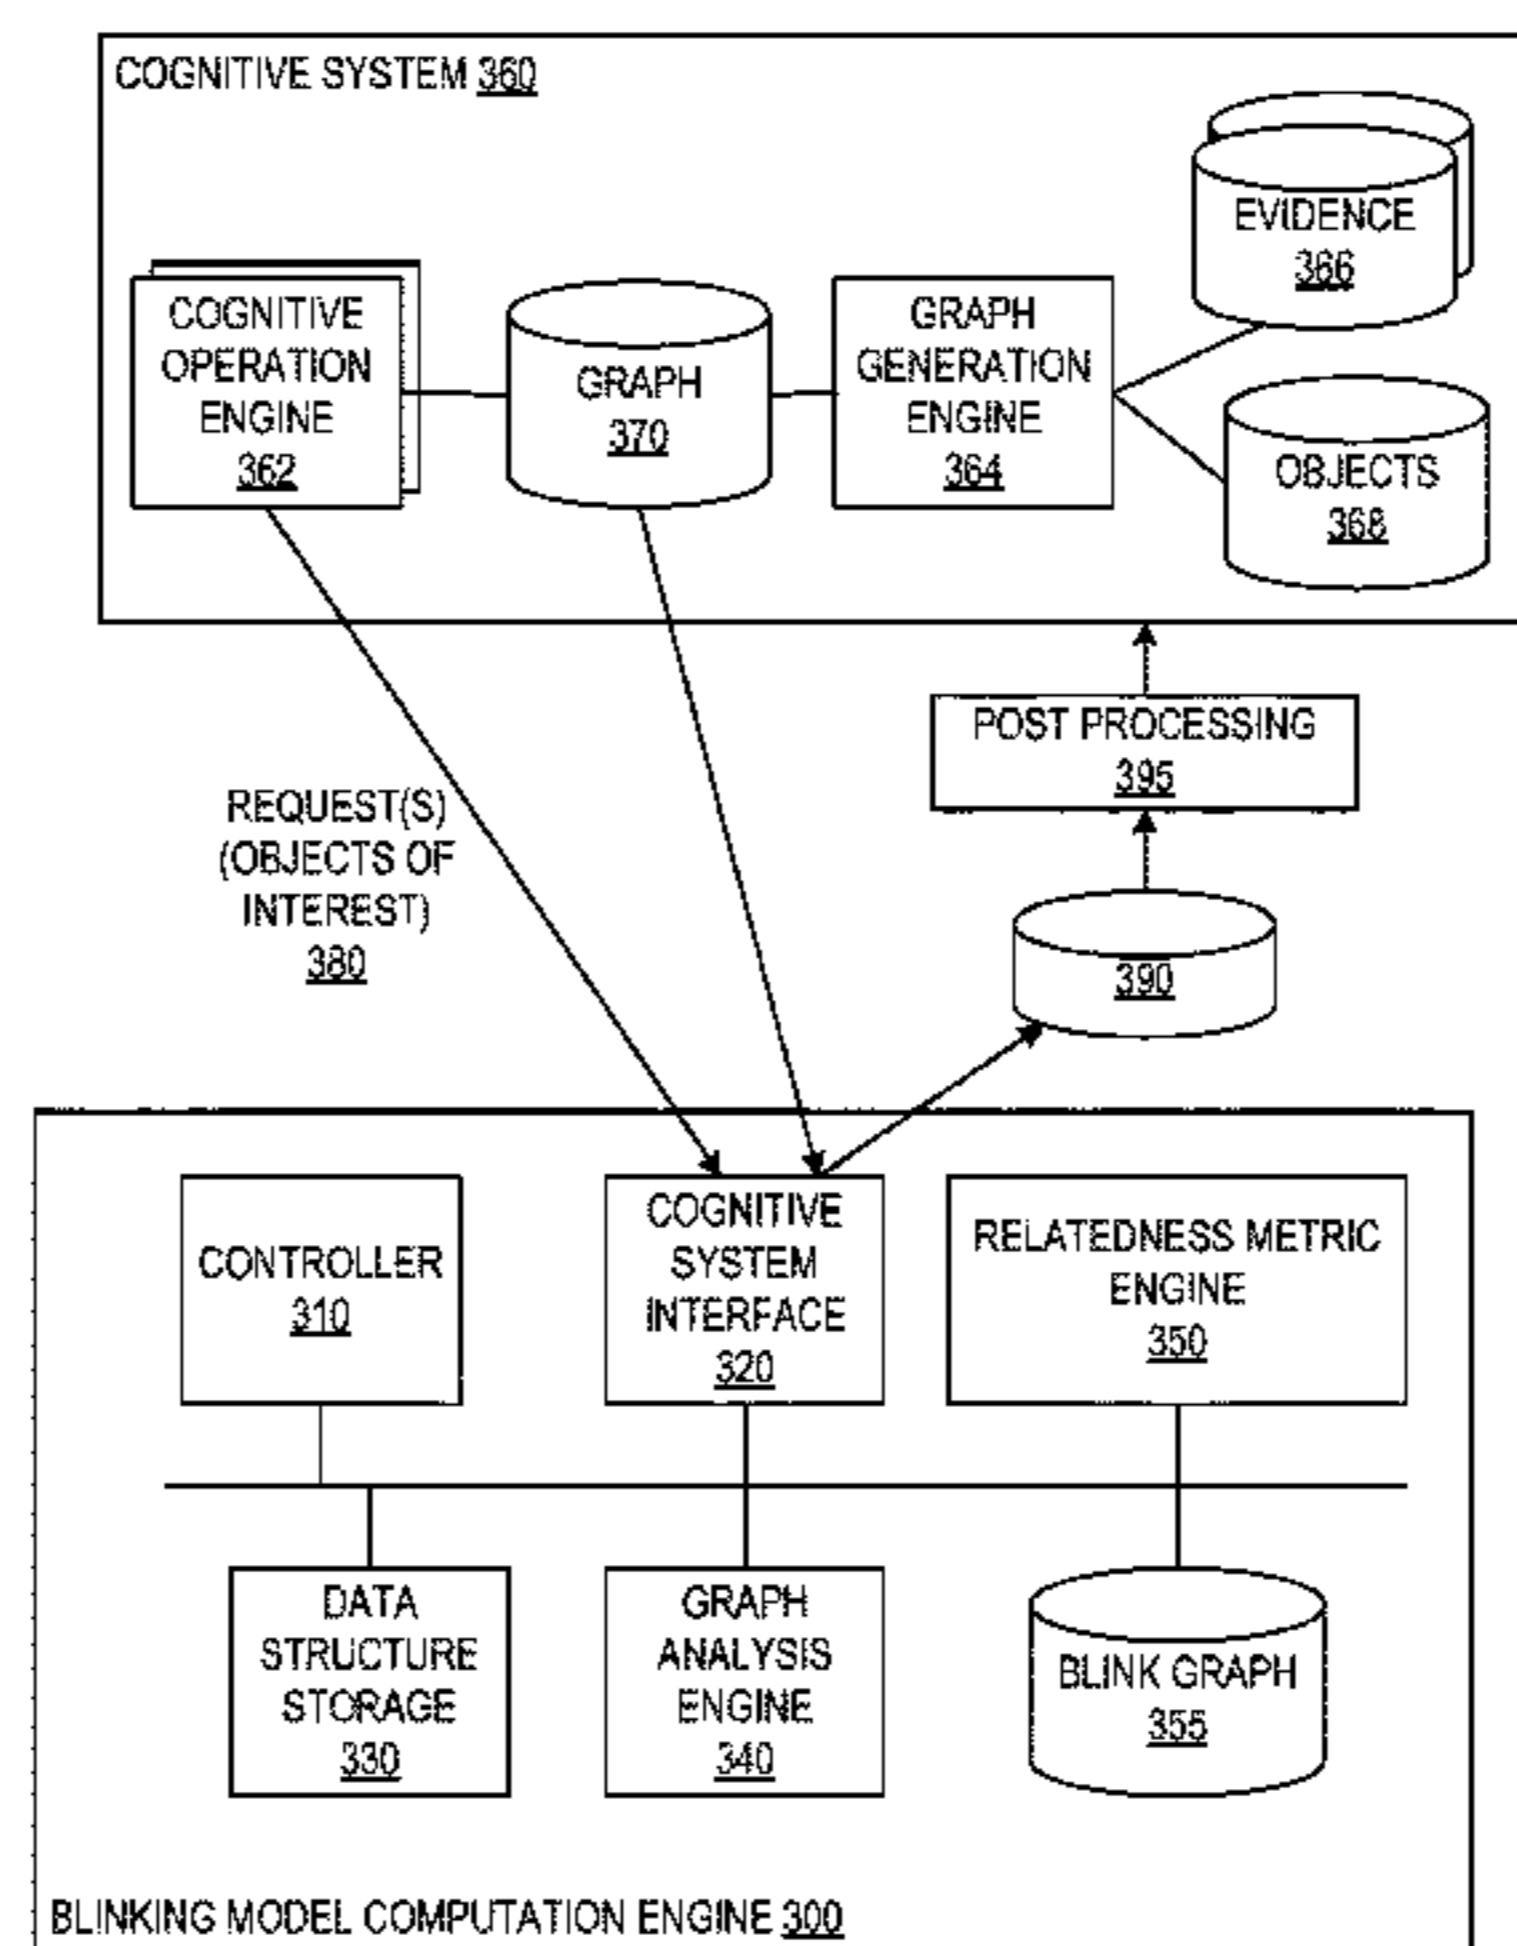 COGNITIVE SYSTEM 360
EVIDENCE
366
COGNITIVE
OPERATION
ENGINE
362
GRAPH
370
GRAPH
GENERATION
ENGINE
364
OBJECTS
368
POST PROCESSING
395
REQUEST(S)
(OBJECTS OF
INTEREST)
380
390
CONTROLLER
310
COGNITIVE
SYSTEM
INTERFACE
320
RELATEDNESS METRIC
ENGINE
350
DATA
STRUCTURE
STORAGE
330
GRAPH
ANALYSIS
ENGINE
340
BLINK GRAPH
355
BLINKING MODEL COMPUTATION ENGINE 300